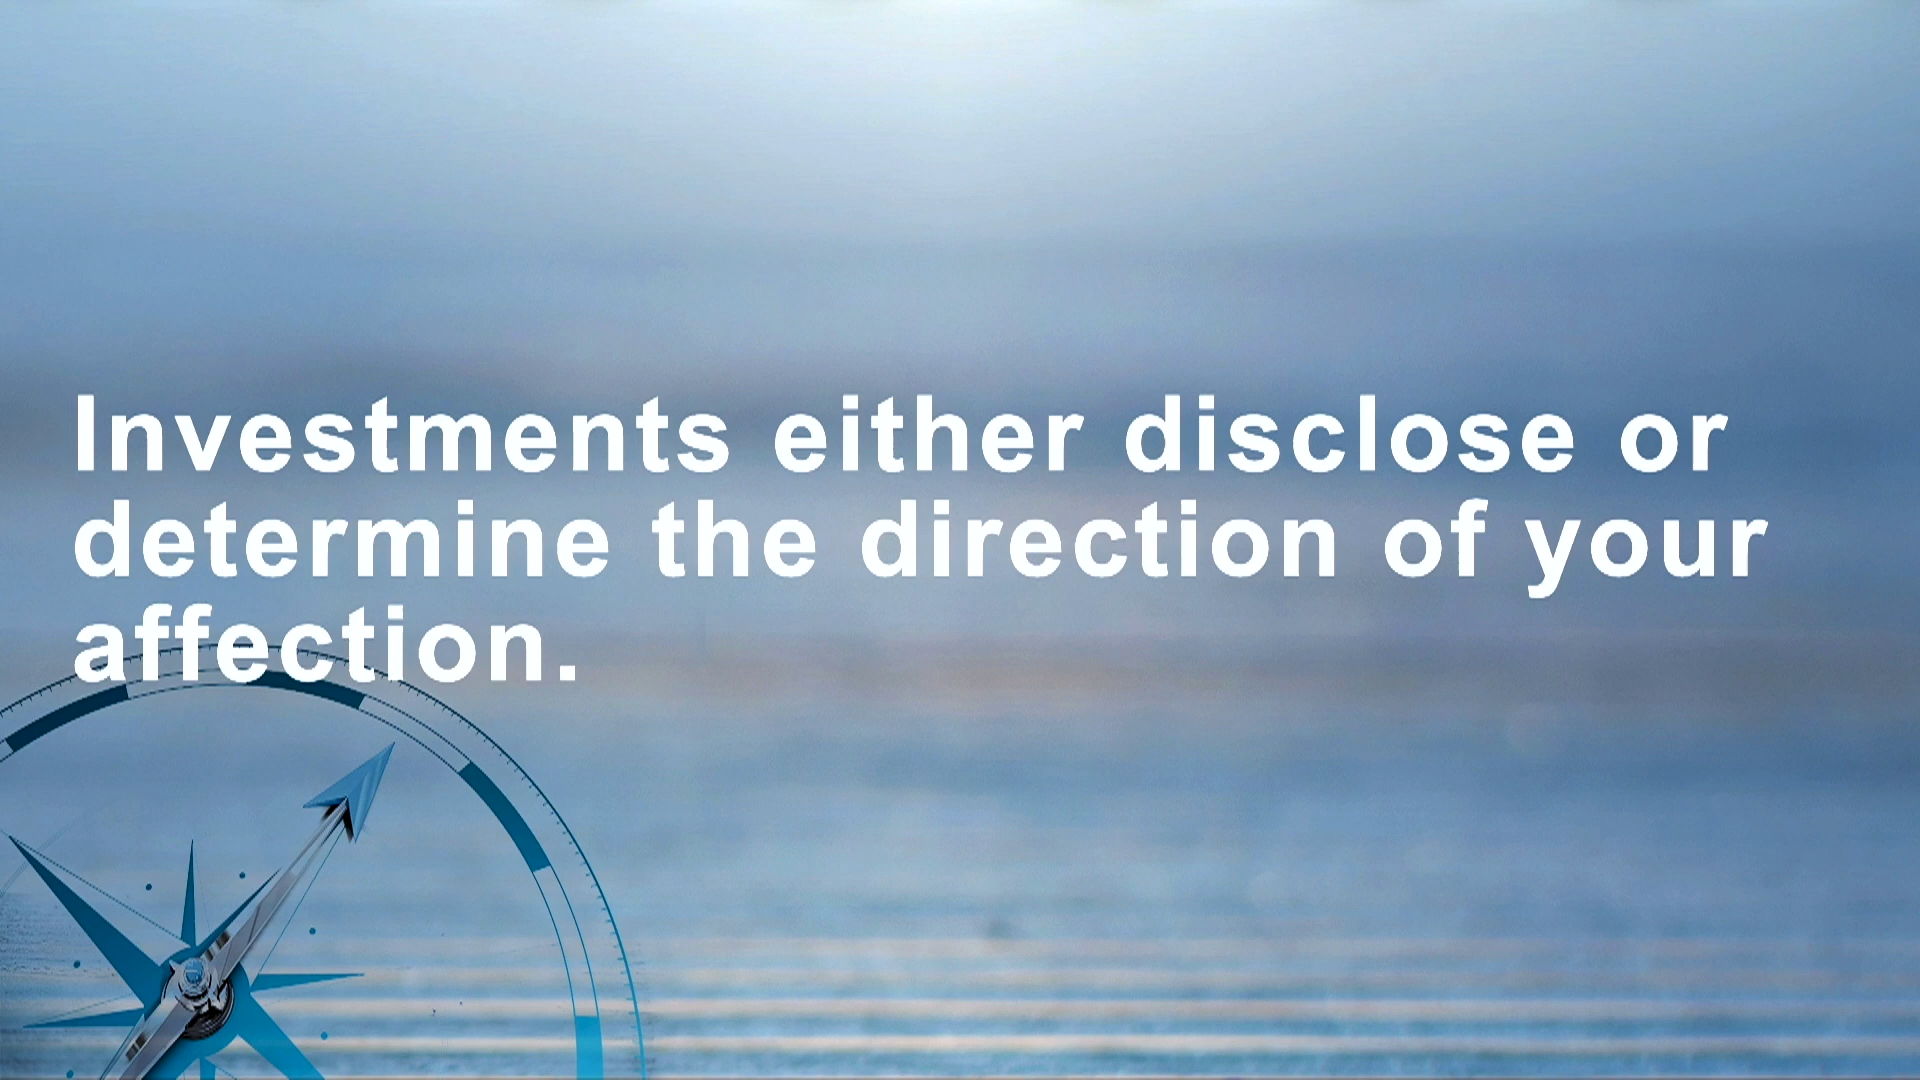 Investments either disclose or
determine the direction of your
affection.